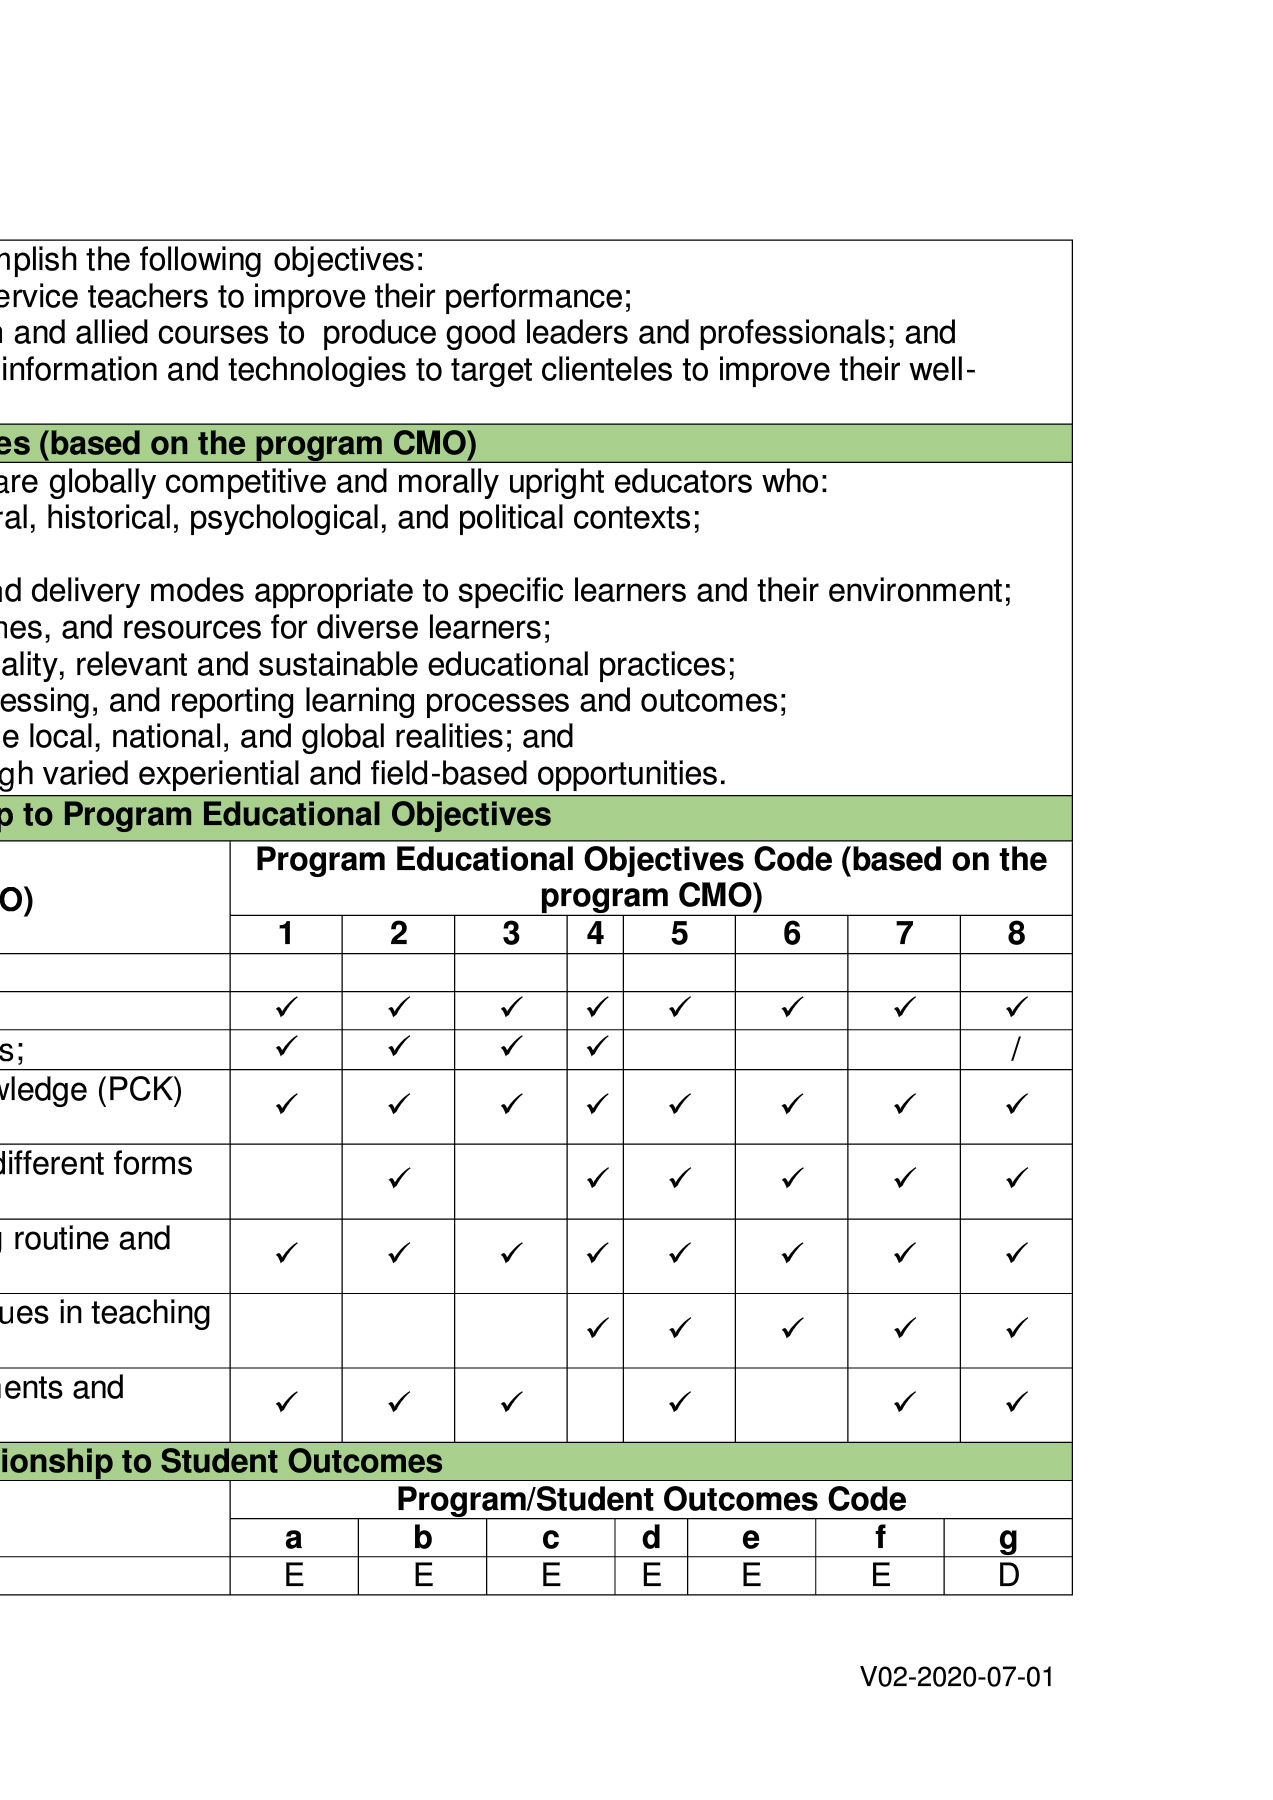 mplish the following objectives:
ervice teachers to improve their performance;
and allied courses to produce good leaders and professionals; and
information and technologies to target clienteles to improve their well-
es (based on the program CMO)
are globally competitive and morally upright educators who:
ral, historical, psychological, and political contexts;
nd delivery modes appropriate to specific learners and their environment;
nes, and resources for diverse learners;
ality, relevant and sustainable educational practices;
essing, and reporting learning processes and outcomes;
e local, national, and global realities; and
gh varied experiential and field-based opportunities.
p to Program Educational Objectives
Program Educational Objectives Code (based on the
program CMO)
O)
1 2 3 4 5 6 7 8
✓ ✓ ✓ ✓ ✓ ✓ ✓ ✓
s; ✓ ✓ ✓ ✓ /
wledge (PCK)
✓ ✓ ✓ ✓ ✓ ✓ ✓ ✓
different forms
✓ ✓ ✓ ✓ ✓ ✓
g routine and
✓ ✓ ✓ ✓ ✓ ✓ ✓ ✓
ues in teaching
✓ ✓ ✓ ✓ ✓
nents and
✓ ✓ ✓ ✓ ✓ ✓
ionship to Student Outcomes
Program/Student Outcomes Code
a b c d e f g
E E E E E E D
V02-2020-07-01